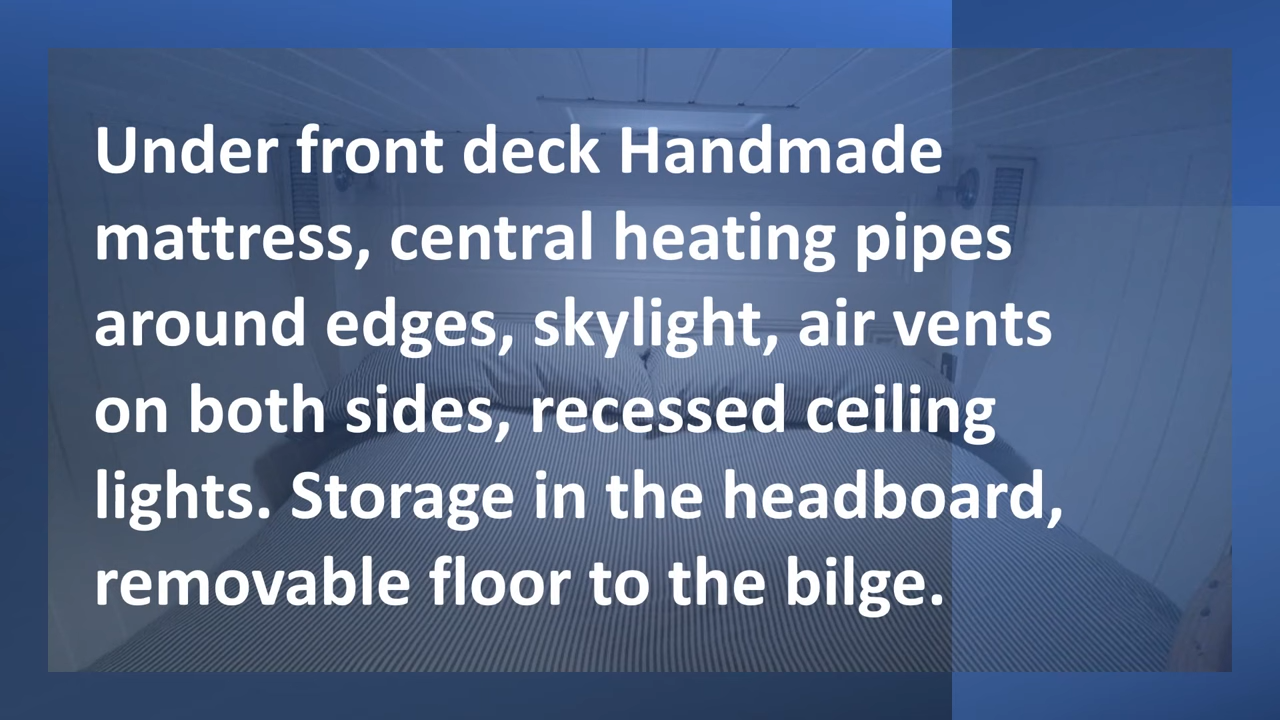 Under front deck Handmade
mattress, central heating pipes
around edges, skylight, air vents
on both sides, recessed ceiling
lights. Storage in the headboard,
removable floor to the bilge.